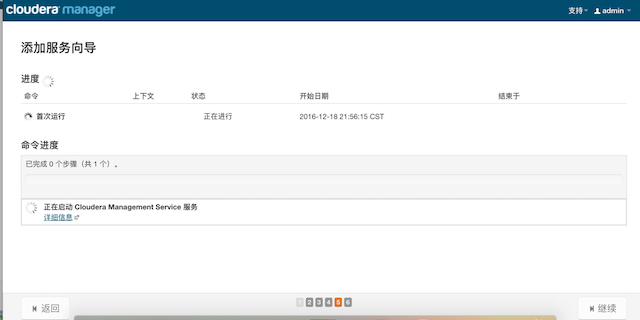 cloudera manager 支持 admin
添加服务向导
进度
命令 上下文 状态 开始日期 结束于
首次运行 正在进行 2016-12-18 21:56:15 CST
命令进度
已完成 0 个步骤（共 1 个）。
正在启动 Cloudera Management Service 服务
详细信息
返回 1 2 3 4 5 6 继续